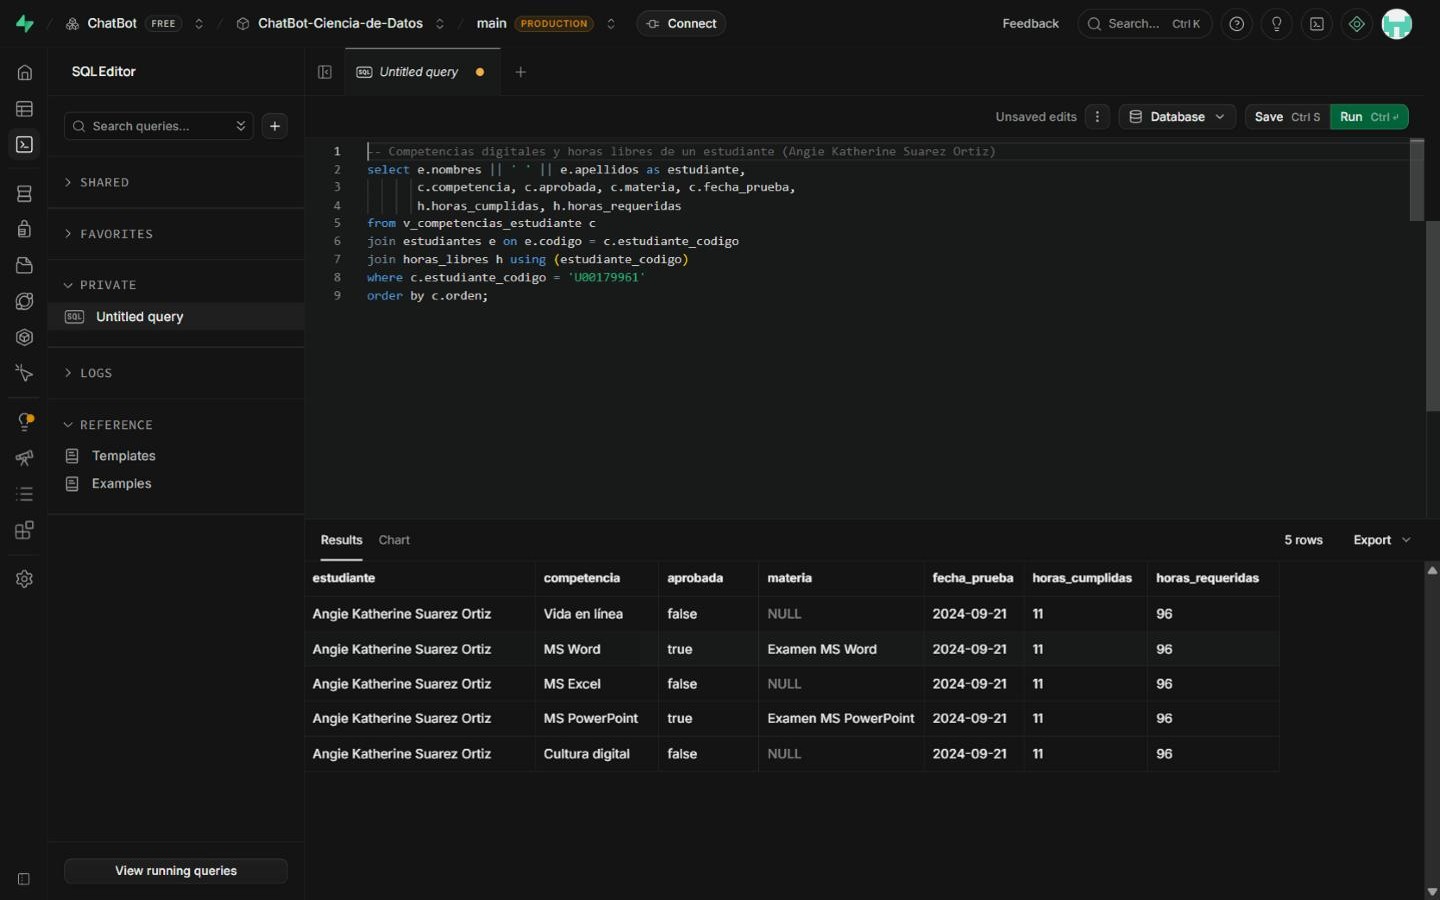 ChatBot FREE ChatBot-Ciencia-de-Datos main PRODUCTION Connect Feedback Search... Ctrl K
SQL Editor
SQL Untitled query
Search queries...
Unsaved edits Database Save Ctrl S Run Ctrl ↵
SHARED
FAVORITES
PRIVATE
SQL Untitled query
LOGS
REFERENCE
Templates
Examples
View running queries
1 -- Competencias digitales y horas libres de un estudiante (Angie Katherine Suarez Ortiz)
2 select e.nombres || ' ' || e.apellidos as estudiante,
3 c.competencia, c.aprobada, c.materia, c.fecha_prueba,
4 h.horas_cumplidas, h.horas_requeridas
5 from v_competencias_estudiante c
6 join estudiantes e on e.codigo = c.estudiante_codigo
7 join horas_libres h using (estudiante_codigo)
8 where c.estudiante_codigo = 'U00179961'
9 order by c.orden;
Results Chart 5 rows Export
estudiante competencia aprobada materia fecha_prueba horas_cumplidas horas_requeridas
Angie Katherine Suarez Ortiz Vida en línea false NULL 2024-09-21 11 96
Angie Katherine Suarez Ortiz MS Word true Examen MS Word 2024-09-21 11 96
Angie Katherine Suarez Ortiz MS Excel false NULL 2024-09-21 11 96
Angie Katherine Suarez Ortiz MS PowerPoint true Examen MS PowerPoint 2024-09-21 11 96
Angie Katherine Suarez Ortiz Cultura digital false NULL 2024-09-21 11 96